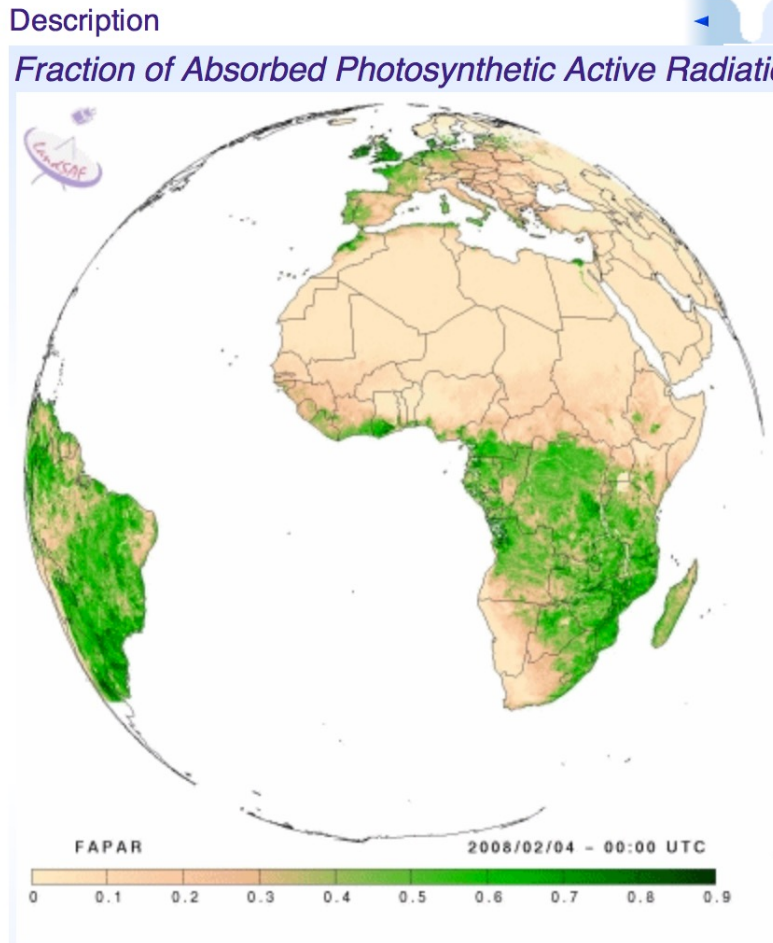 Description
Fraction of Absorbed Photosynthetic Active Radiati
LandSAF
FAPAR
2008/02/04 - 00:00 UTC
0 0.1 0.2 0.3 0.4 0.5 0.6 0.7 0.8 0.9